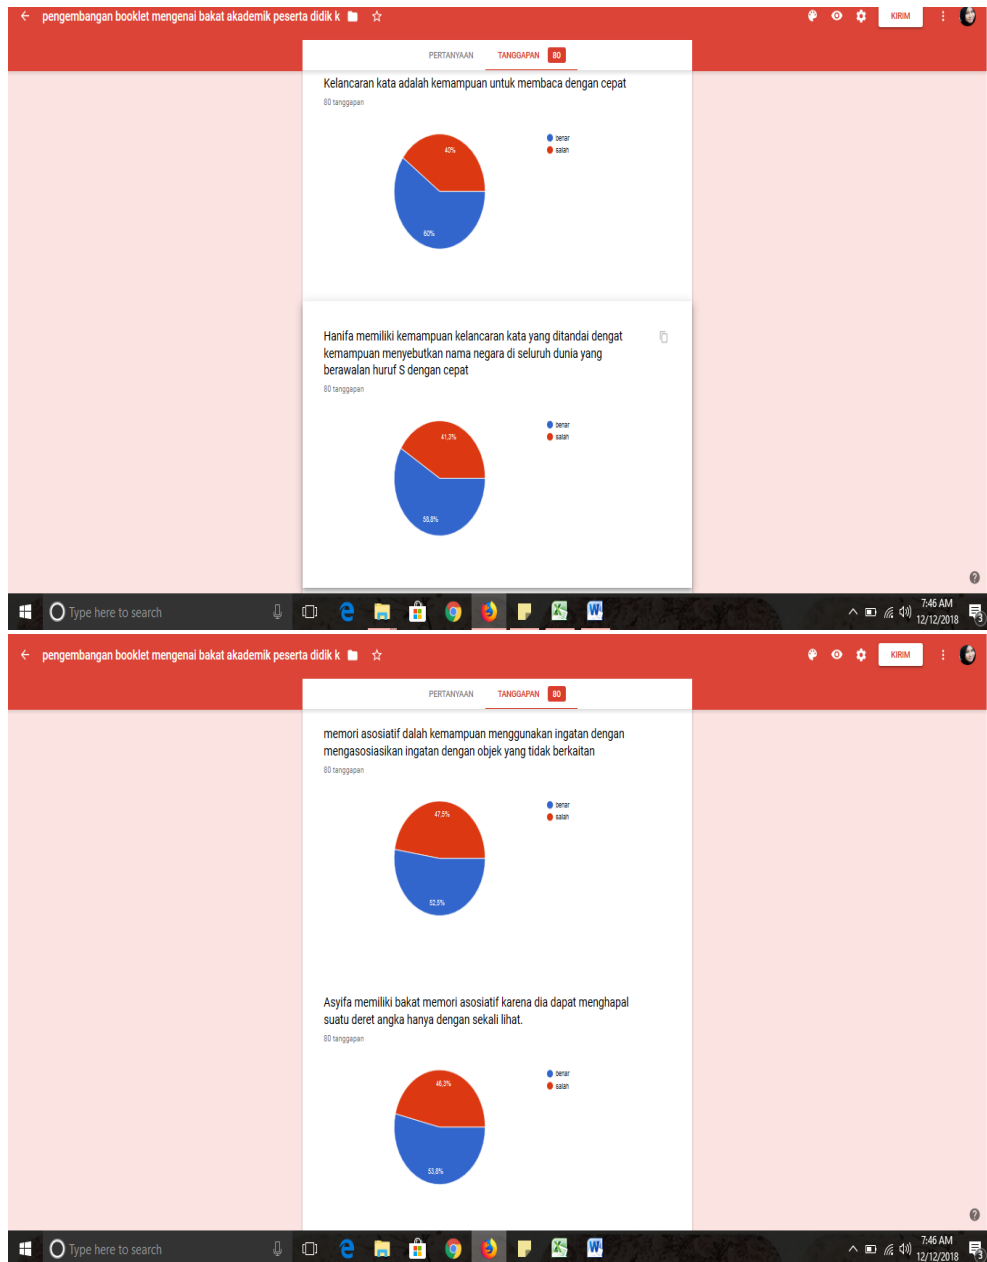 pengembangan booklet mengenai bakat akademik peserta didik k
KIRIM
PERTANYAAN TANGGAPAN 80
Kelancaran kata adalah kemampuan untuk membaca dengan cepat
80 tanggapan
benar
salah
40%
60%
Hanifa memiliki kemampuan kelancaran kata yang ditandai dengat
kemampuan menyebutkan nama negara di seluruh dunia yang
berawalan huruf S dengan cepat
80 tanggapan
benar
salah
41,3%
58,8%
Type here to search
7:46 AM
12/12/2018
3
pengembangan booklet mengenai bakat akademik peserta didik k
KIRIM
PERTANYAAN TANGGAPAN 80
memori asosiatif dalah kemampuan menggunakan ingatan dengan
mengasosiasikan ingatan dengan objek yang tidak berkaitan
80 tanggapan
benar
salah
47,5%
52,5%
Asyifa memiliki bakat memori asosiatif karena dia dapat menghapal
suatu deret angka hanya dengan sekali lihat.
80 tanggapan
benar
salah
46,3%
53,8%
Type here to search
7:46 AM
12/12/2018
3